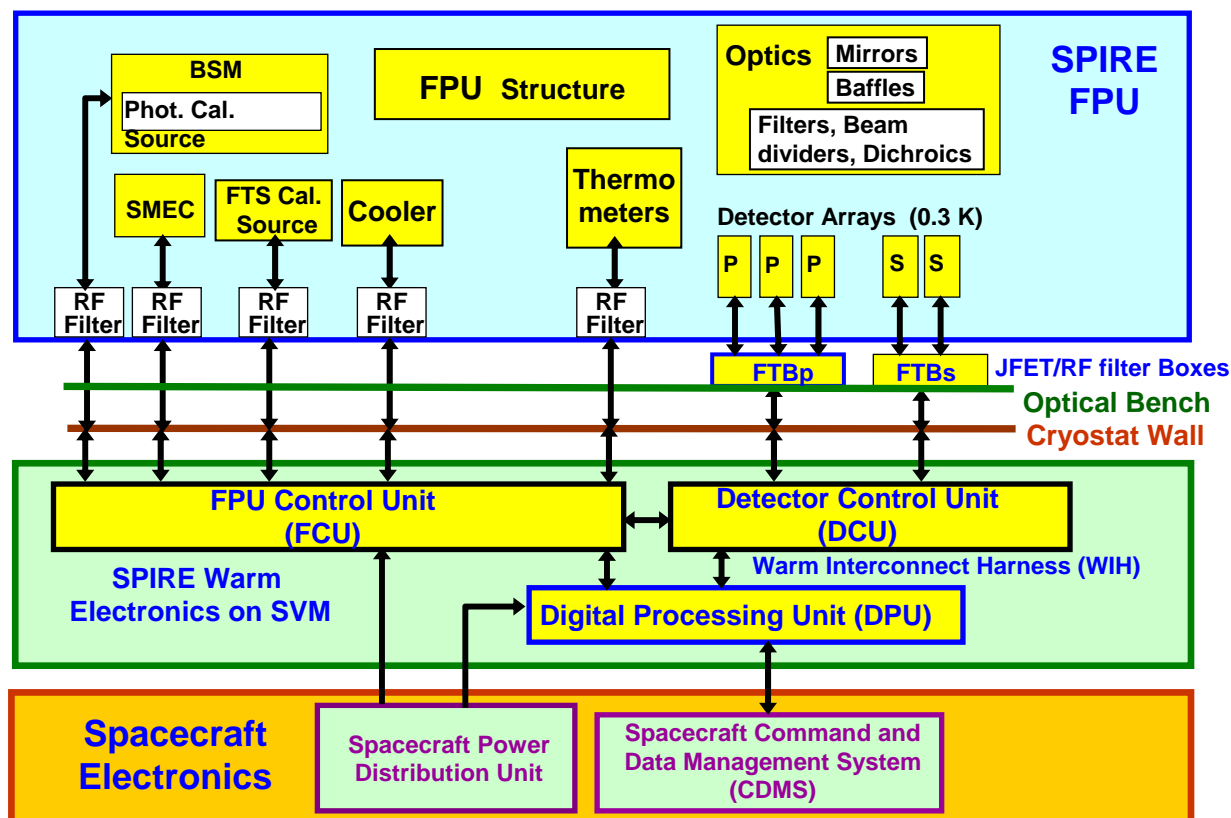 BSM
Phot. Cal.
Source
FPU Structure
Optics
Mirrors
Baffles
Filters, Beam
dividers, Dichroics
SPIRE
FPU
SMEC
FTS Cal.
Source
Cooler
Thermo
meters
Detector Arrays (0.3 K)
P
P
P
S
S
RF
Filter
RF
Filter
RF
Filter
RF
Filter
RF
Filter
FTBp
FTBs
JFET/RF filter Boxes
Optical Bench
Cryostat Wall
FPU Control Unit
(FCU)
Detector Control Unit
(DCU)
Warm Interconnect Harness (WIH)
SPIRE Warm
Electronics on SVM
Digital Processing Unit (DPU)
Spacecraft
Electronics
Spacecraft Power
Distribution Unit
Spacecraft Command and
Data Management System
(CDMS)